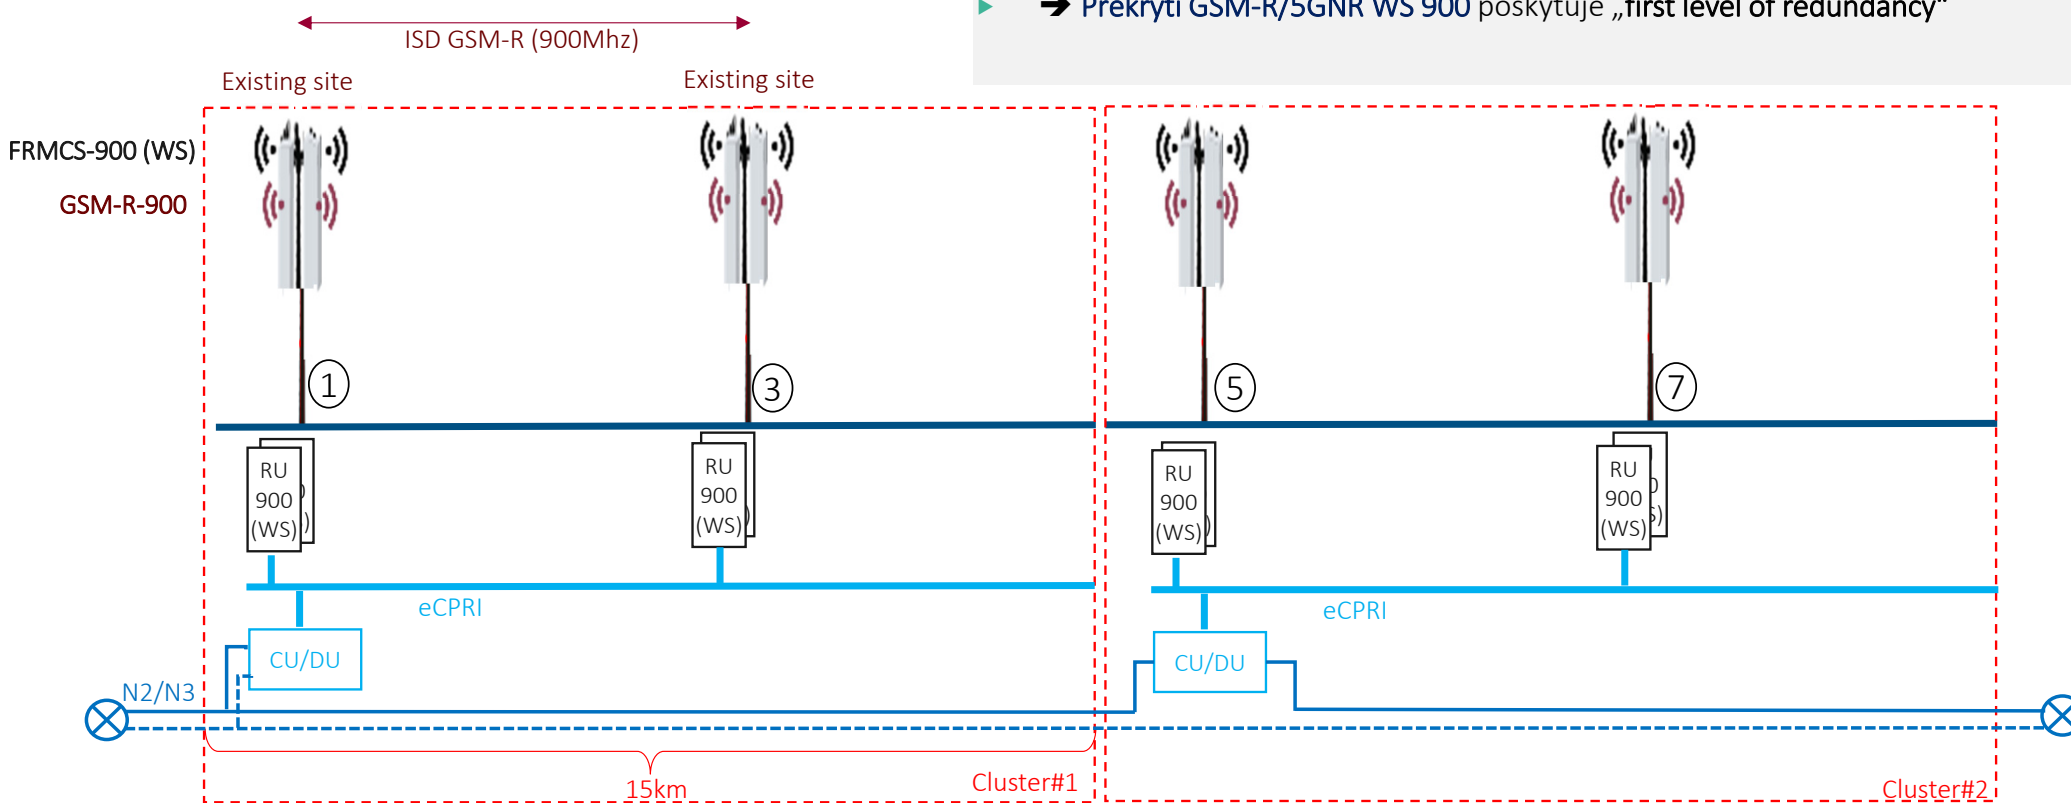 ➔ Překrytí GSM-R/5GNR WS 900 poskytuje „first level of redundancy“
ISD GSM-R (900Mhz)
Existing site
Existing site
FRMCS-900 (WS)
GSM-R-900
1
3
5
7
RU
900
(WS)
RU
900
(WS)
RU
900
(WS)
RU
900
(WS)
eCPRI
eCPRI
CU/DU
CU/DU
N2/N3
15km
Cluster#1
Cluster#2